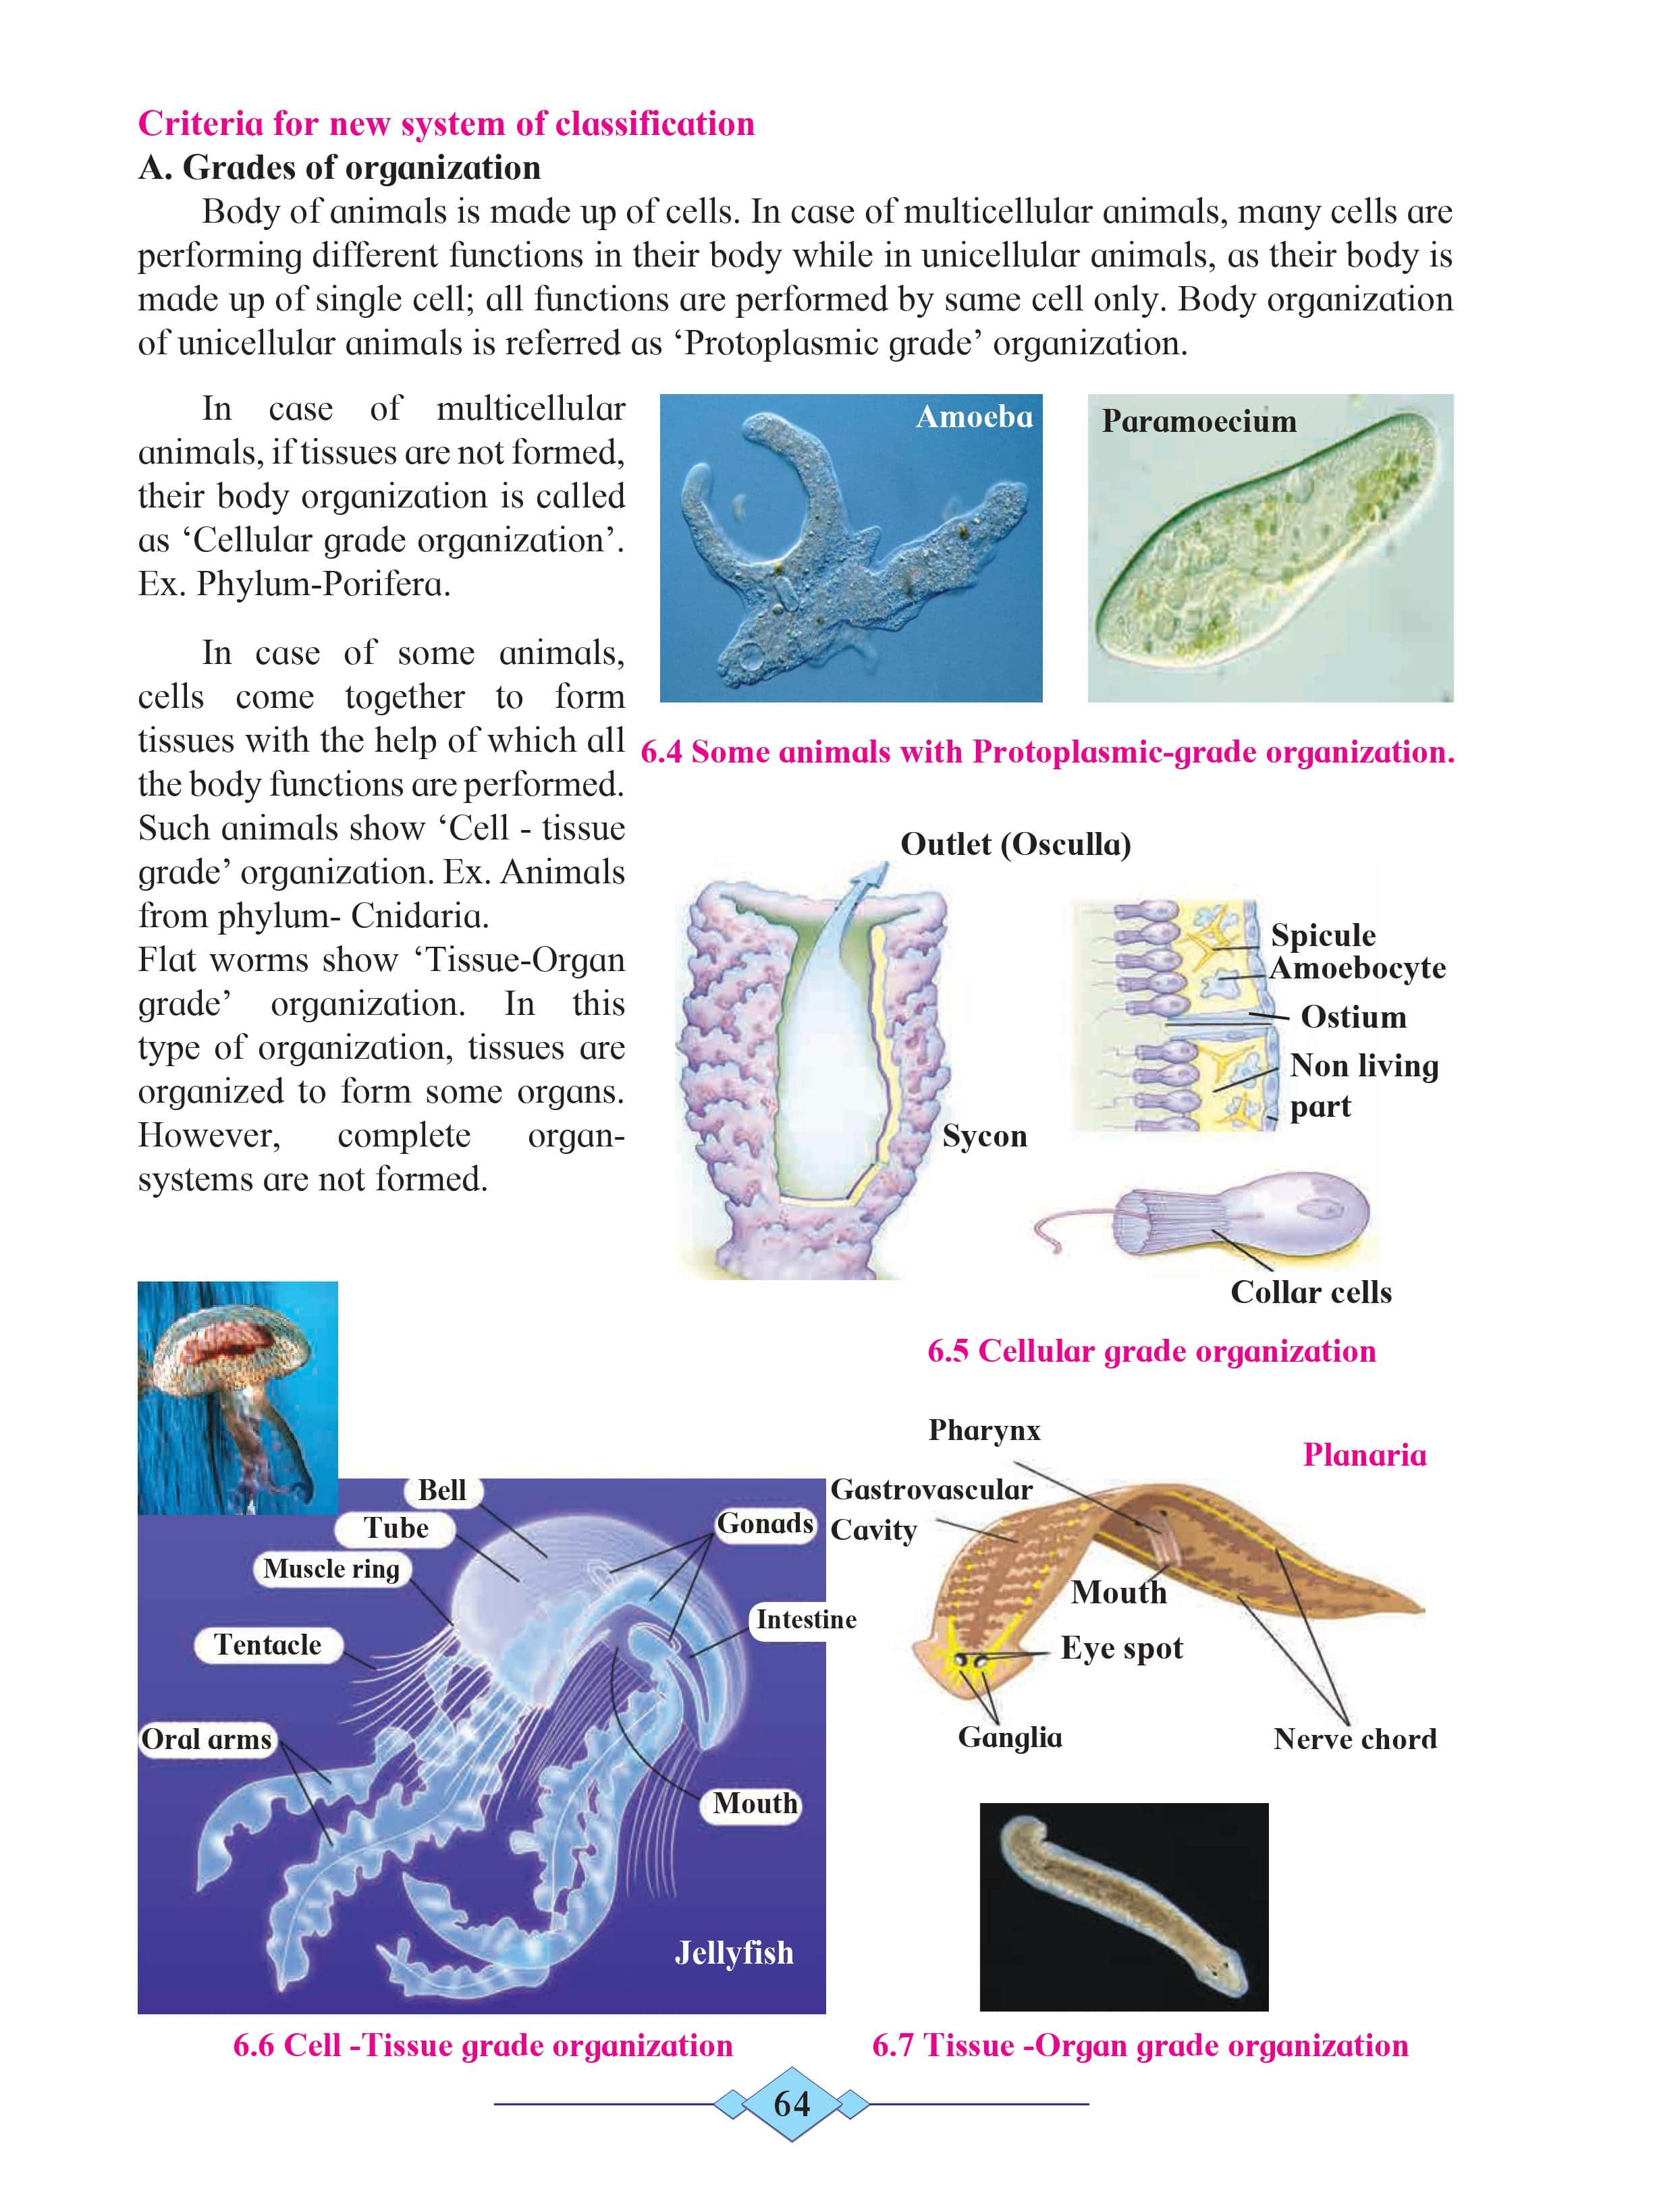 Criteria for new system of classification
A. Grades of organization
Body of animals is made up of cells. In case of multicellular animals, many cells are
performing different functions in their body while in unicellular animals, as their body is
made up of single cell; all functions are performed by same cell only. Body organization
of unicellular animals is referred as ‘Protoplasmic grade’ organization.
In case of multicellular
animals, if tissues are not formed,
their body organization is called
as ‘Cellular grade organization’.
Ex. Phylum-Porifera.
In case of some animals,
cells come together to form
tissues with the help of which all
the body functions are performed.
Such animals show ‘Cell - tissue
grade’ organization. Ex. Animals
from phylum- Cnidaria.
Flat worms show ‘Tissue-Organ
grade’ organization. In this
type of organization, tissues are
organized to form some organs.
However, complete organ-
systems are not formed.
Amoeba
Paramoecium
6.4 Some animals with Protoplasmic-grade organization.
Outlet (Osculla)
Spicule
Amoebocyte
Ostium
Non living
part
Sycon
Collar cells
6.5 Cellular grade organization
Bell
Tube
Muscle ring
Tentacle
Oral arms
Gonads
Intestine
Mouth
Jellyfish
6.6 Cell -Tissue grade organization
Pharynx
Planaria
Gastrovascular
Cavity
Mouth
Eye spot
Ganglia
Nerve chord
6.7 Tissue -Organ grade organization
64